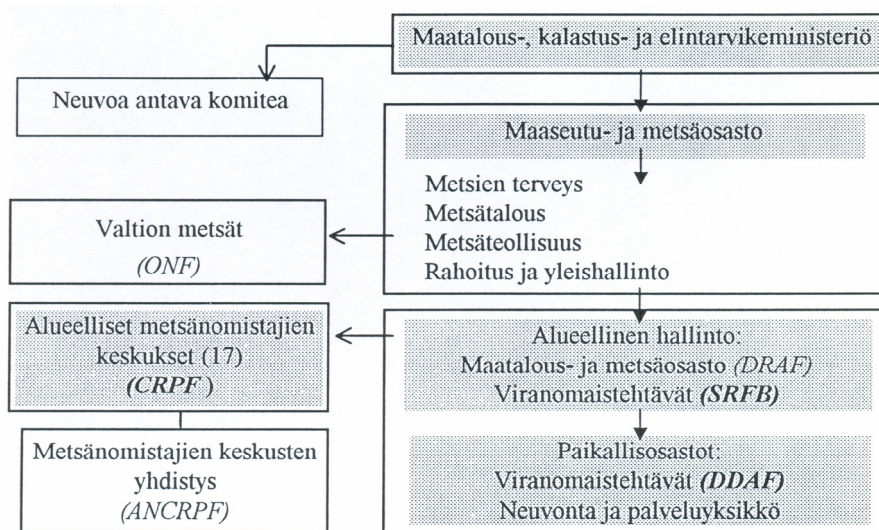 Maatalous-, kalastus- ja elintarvikeministeriö
Neuvoa antava komitea
Maaseutu- ja metsäosasto
Metsien terveys
Metsätalous
Metsäteollisuus
Rahoitus ja yleishallinto
Valtion metsät
(ONF)
Alueelliset metsänomistajien
keskukset (17)
(CRPF )
Alueellinen hallinto:
Maatalous- ja metsäosasto (DRAF)
Viranomaistehtävät (SRFB)
Metsänomistajien keskusten
yhdistys
(ANCRPF)
Paikallisosastot:
Viranomaistehtävät (DDAF)
Neuvonta ja palveluyksikkö